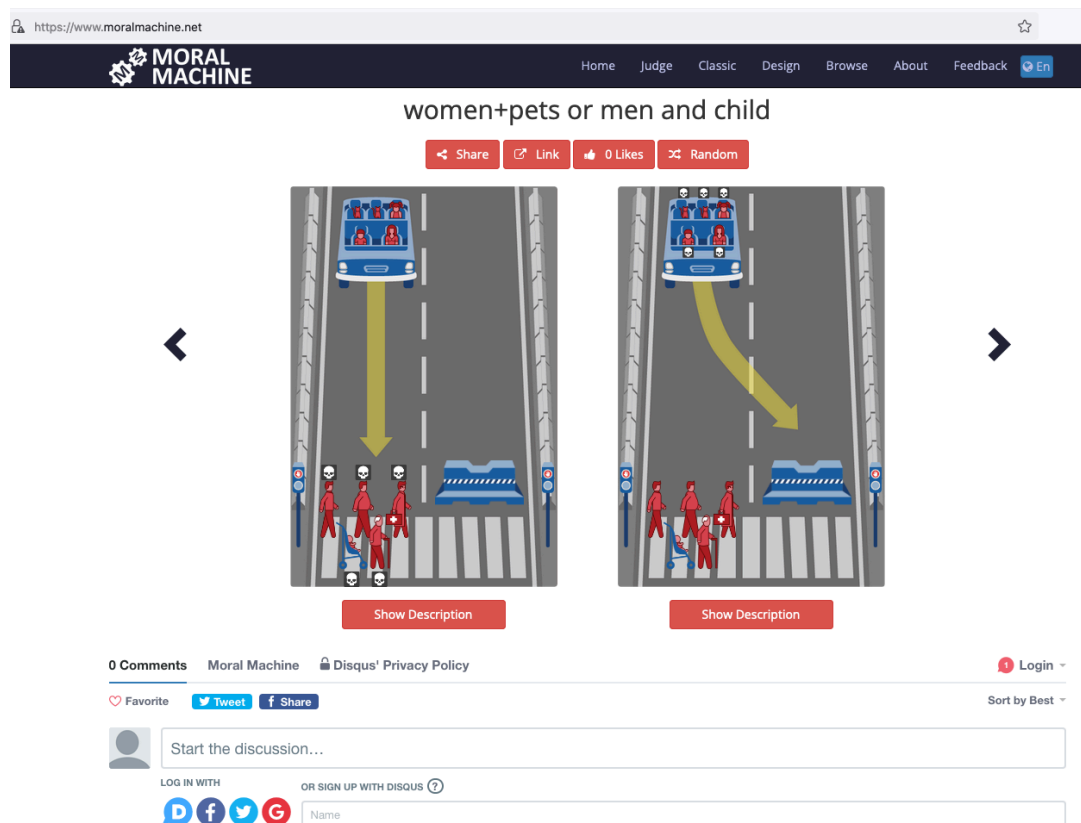 https://www.moralmachine.net
MORAL
MACHINE
Home Judge Classic Design Browse About Feedback En
women+pets or men and child
Share Link 0 Likes Random
Show Description Show Description
0 Comments Moral Machine Disqus' Privacy Policy 1 Login
Favorite Tweet f Share Sort by Best
Start the discussion…
LOG IN WITH OR SIGN UP WITH DISQUS ?
D f G Name